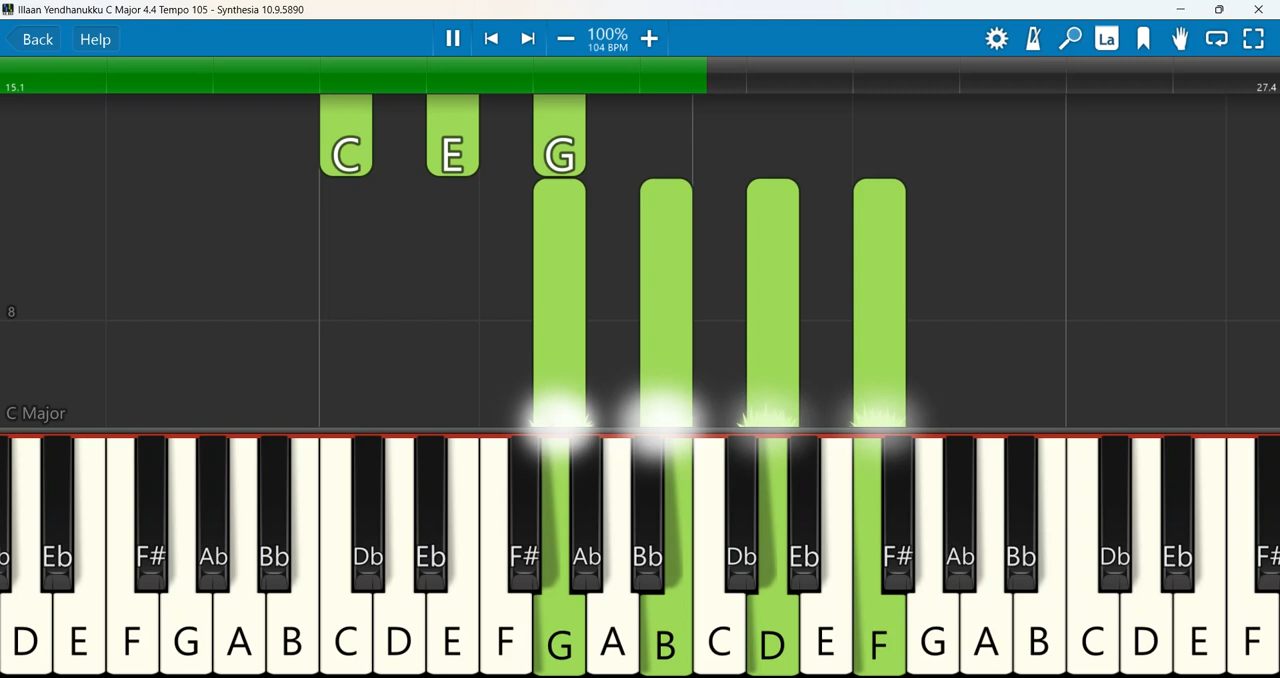 Illaan Yendhanukku C Major 4.4 Tempo 105 - Synthesia 10.9.5890
Back Help 100% La
104 BPM
15.1 27.4
C E G
8
C Major
b Eb F# Ab Bb Db Eb F# Ab Bb Db Eb F# Ab Bb Db Eb F#
D E F G A B C D E F G A B C D E F G A B C D E F